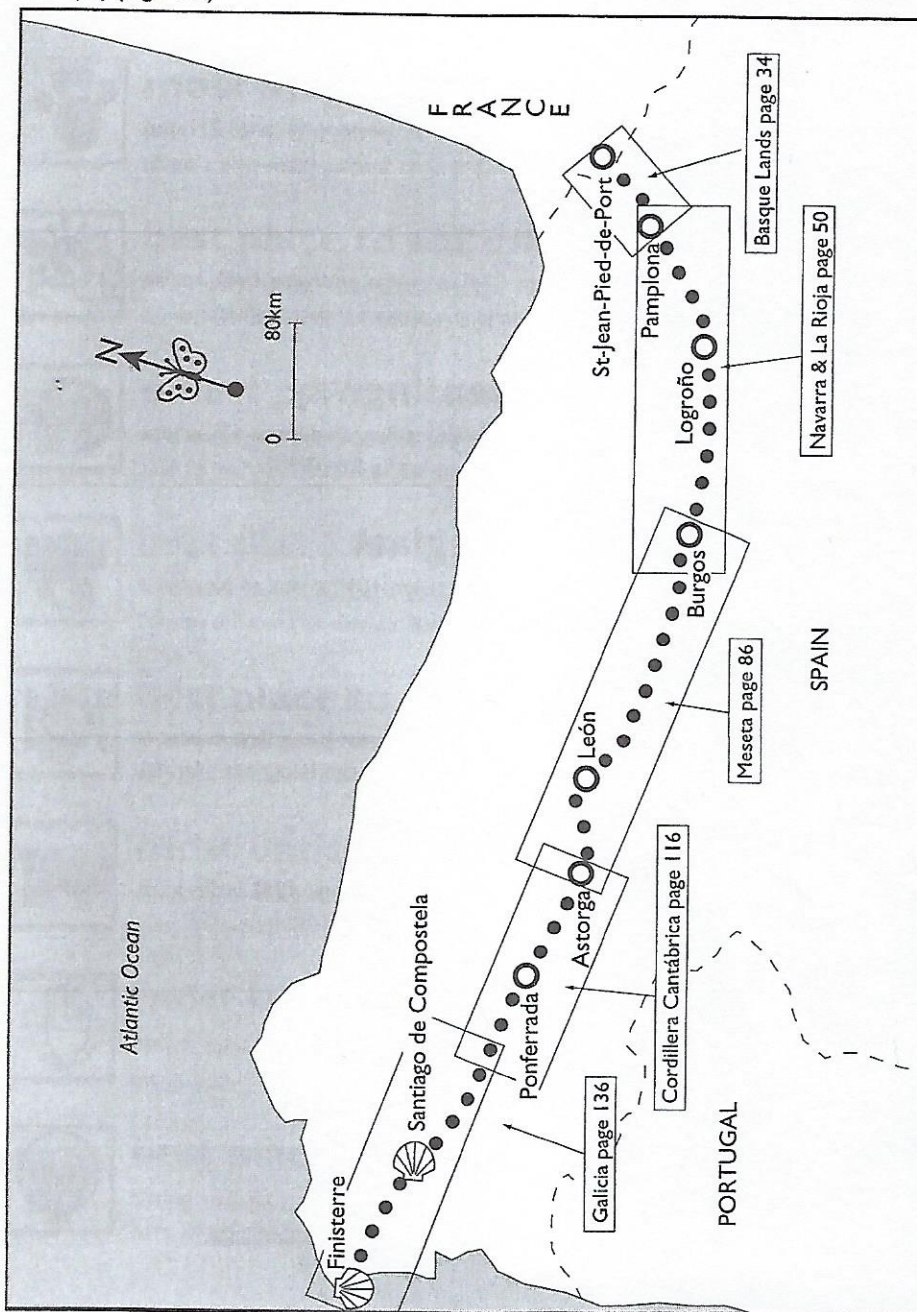 Atlantic Ocean
FRANCE
N
0 80km
Finisterre
Santiago de Compostela
Ponferrada
Astorga
León
Burgos
Logroño
Pamplona
St-Jean-Pied-de-Port
Galicia page 136
Cordillera Cantábrica page 116
Meseta page 86
Navarra & La Rioja page 50
Basque Lands page 34
PORTUGAL
SPAIN